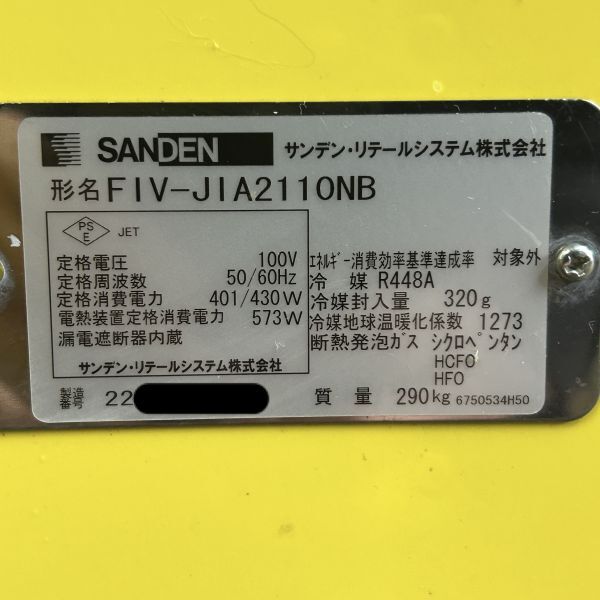 SANDEN サンデン・リテールシステム株式会社
形名 FIV-JIA2110NB
PS E JET
定格電圧 100V
定格周波数 50/60Hz
定格消費電力 401/430W
電熱装置定格消費電力 573W
漏電遮断器内蔵
サンデン・リテールシステム株式会社
エネルギー消費効率基準達成率 対象外
冷媒 R448A
冷媒封入量 320g
冷媒地球温暖化係数 1273
断熱発泡ガス シクロペンタン
HCFO
HFO
製造番号 22
質量 290kg 6750534H50